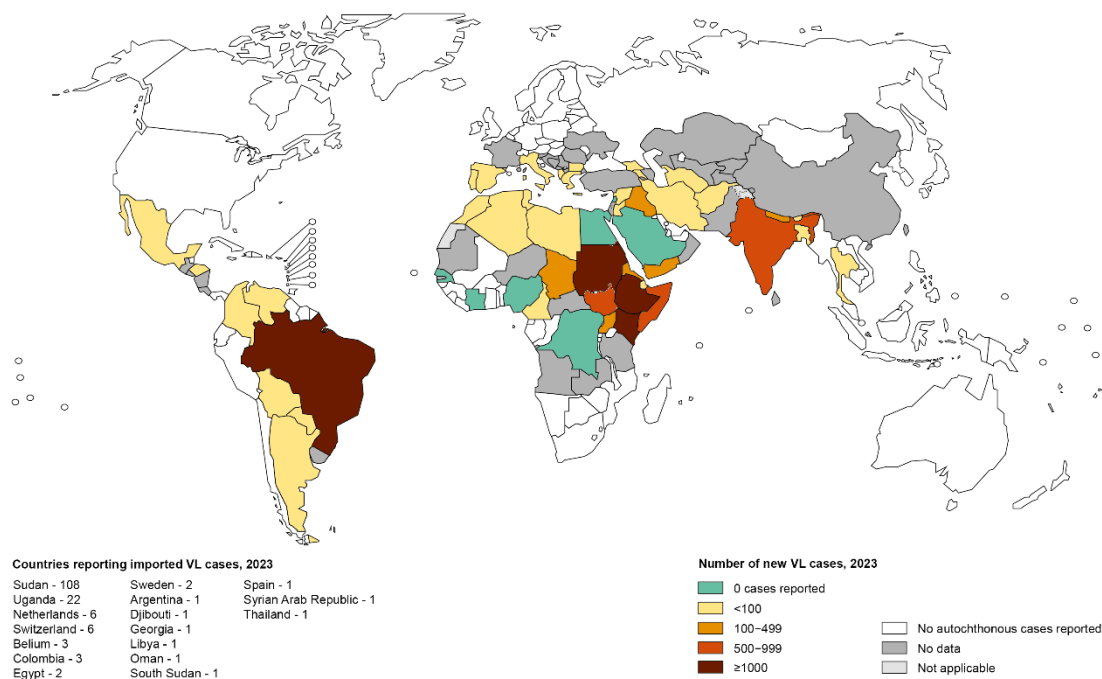 Countries reporting imported VL cases, 2023
Sudan - 108
Uganda - 22
Netherlands - 6
Switzerland - 6
Belium - 3
Colombia - 3
Egypt - 2
Sweden - 2
Argentina - 1
Djibouti - 1
Georgia - 1
Libya - 1
Oman - 1
South Sudan - 1
Spain - 1
Syrian Arab Republic - 1
Thailand - 1
Number of new VL cases, 2023
0 cases reported
<100
100−499
500−999
≥1000
No autochthonous cases reported
No data
Not applicable